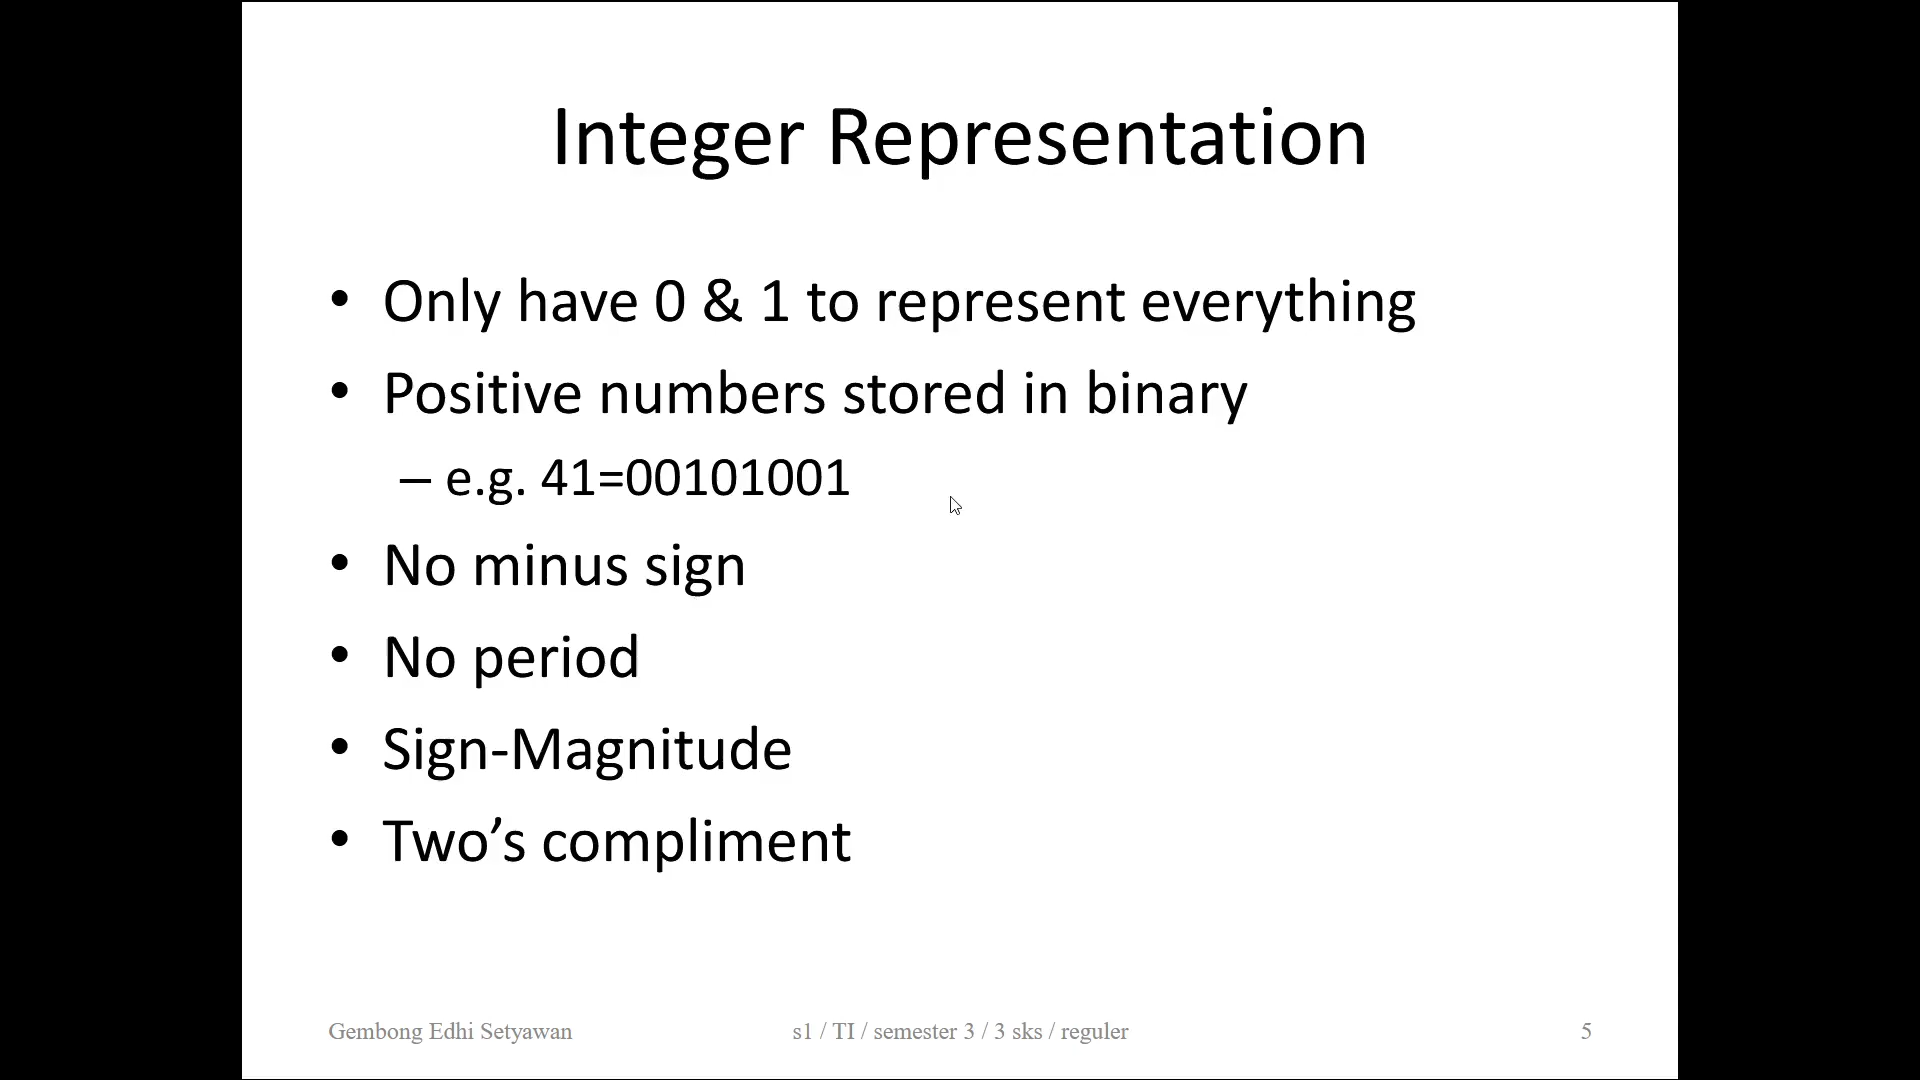 Integer Representation
• Only have 0 & 1 to represent everything
• Positive numbers stored in binary
– e.g. 41=00101001
• No minus sign
• No period
• Sign-Magnitude
• Two’s compliment
Gembong Edhi Setyawan
s1 / TI / semester 3 / 3 sks / reguler
5